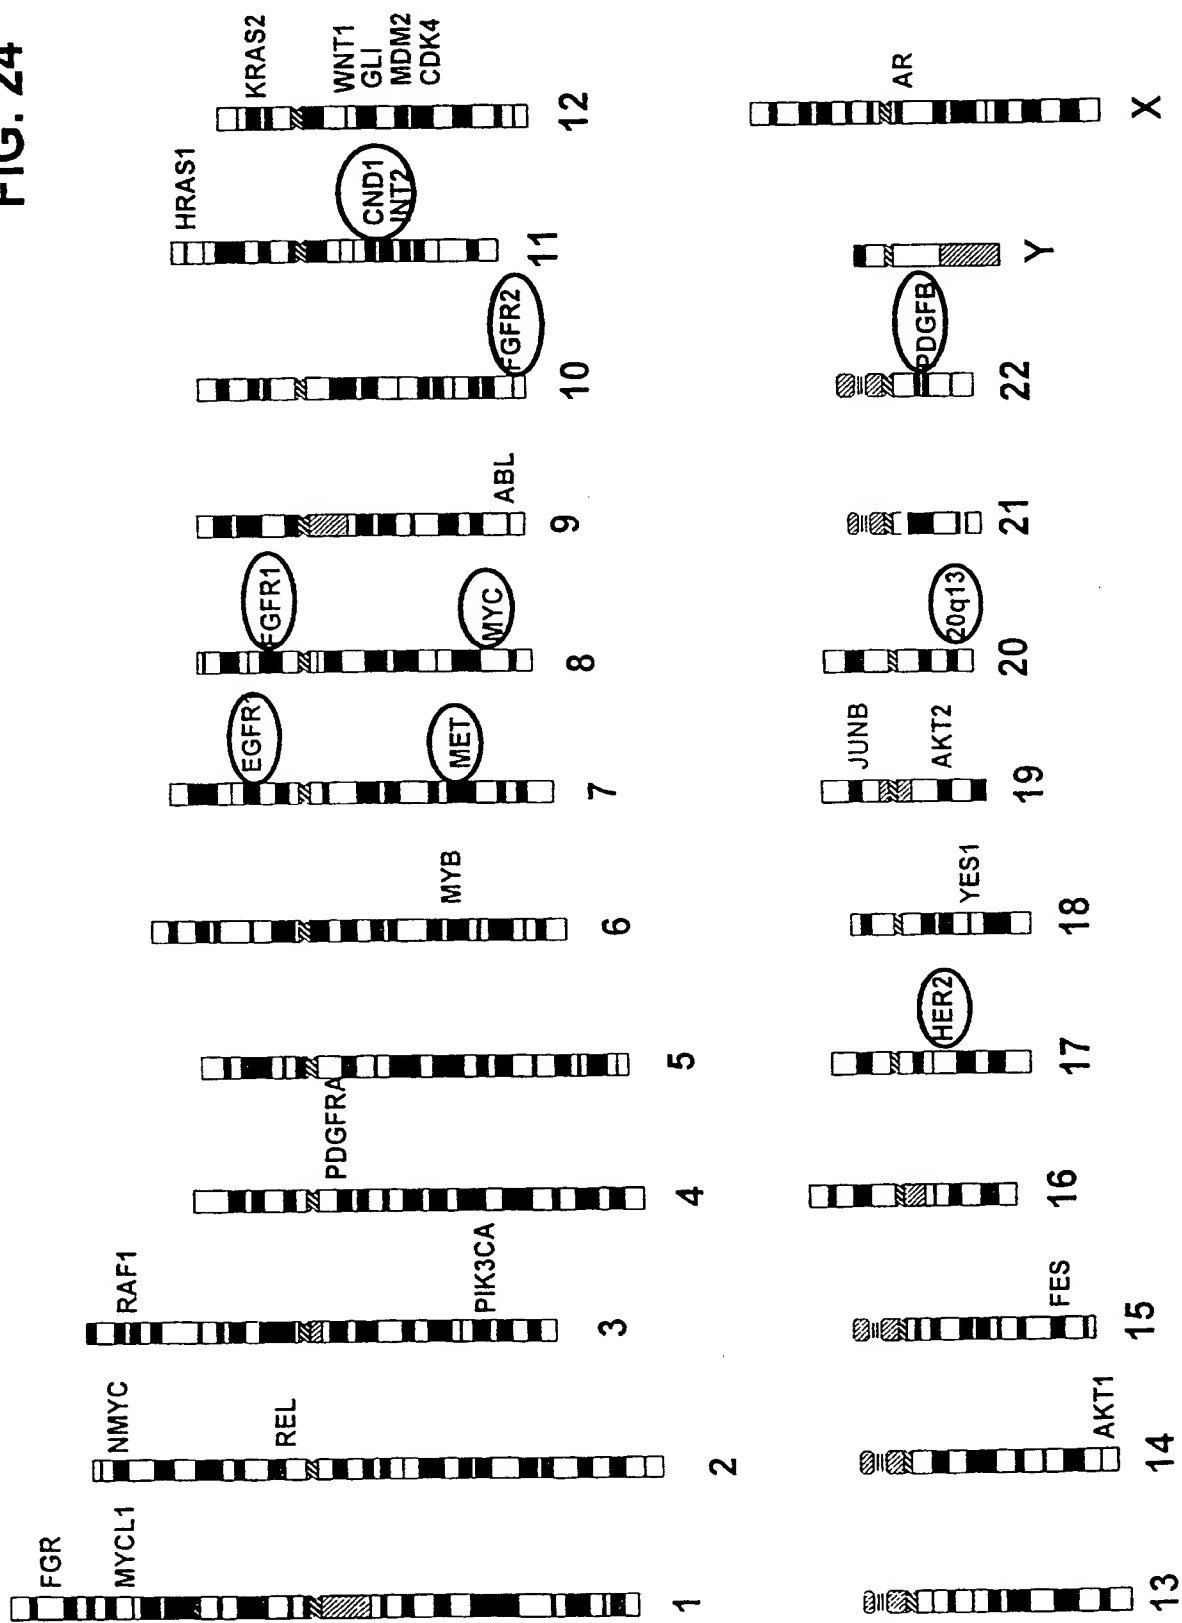 FIG. 24
FGR
MYCL1
1
NMYC
REL
2
RAF1
PIK3CA
3
PDGFRA
4
5
MYB
6
EGFR1
MET
7
FGFR1
MYC
8
ABL
9
FGFR2
10
HRAS1
CND1
INT2
11
KRAS2
WNT1
GLI
MDM2
CDK4
12
13
AKT1
14
FES
15
16
HER2
17
YES1
18
JUNB
AKT2
19
20q13
20
21
PDGFB
22
Y
AR
X